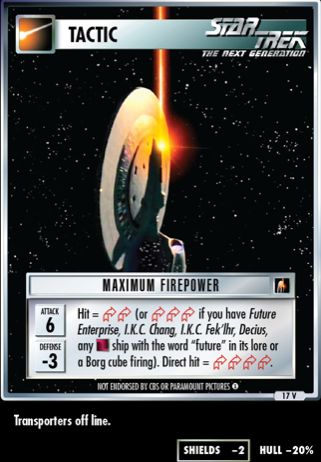 TACTIC
STAR TREK
THE NEXT GENERATION
MAXIMUM FIREPOWER
ATTACK
6
DEFENSE
-3
Hit = (or if you have Future
Enterprise, I.K.C. Chang, I.K.C. Fek'lhr, Decius,
any ship with the word “future” in its lore or
a Borg cube firing). Direct hit = .
NOT ENDORSED BY CBS OR PARAMOUNT PICTURES
17 V
Transporters off line.
SHIELDS -2 HULL -20%